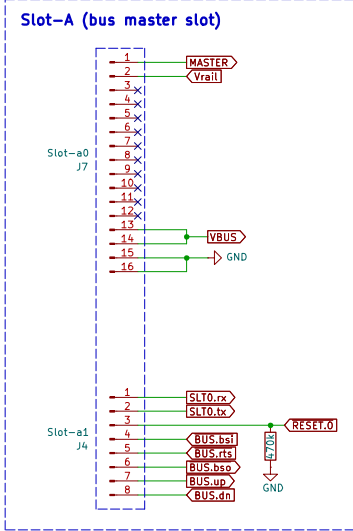 Slot-A (bus master slot)
1 MASTER
2 Vrail
3
4
5
6
Slot-a0 7
J7 8
9
10
11
12
13 VBUS
14
15 GND
16
1 SLT0.rx
2 SLT0.tx
3 RESET.0
Slot-a1 4 BUS.bsi 470k
J4 5 BUS.rts
6 BUS.bso
7 BUS.up GND
8 BUS.dn